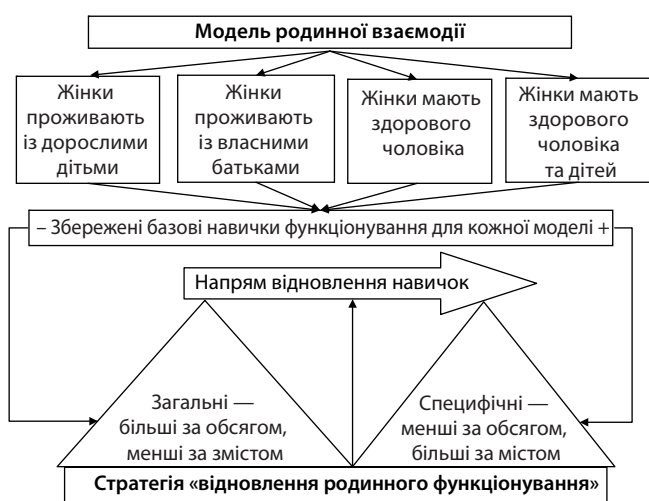 Модель родинної взаємодії
Жінки
проживають
із дорослими
дітьми
Жінки
проживають
із власними
батьками
Жінки мають
здорового
чоловіка
Жінки мають
здорового
чоловіка
та дітей
– Збережені базові навички функціонування для кожної моделі +
Напрям відновлення навичок
Загальні —
більші за обсягом,
менші за змістом
Специфічні —
менші за обсягом,
більші за містом
Стратегія «відновлення родинного функціонування»